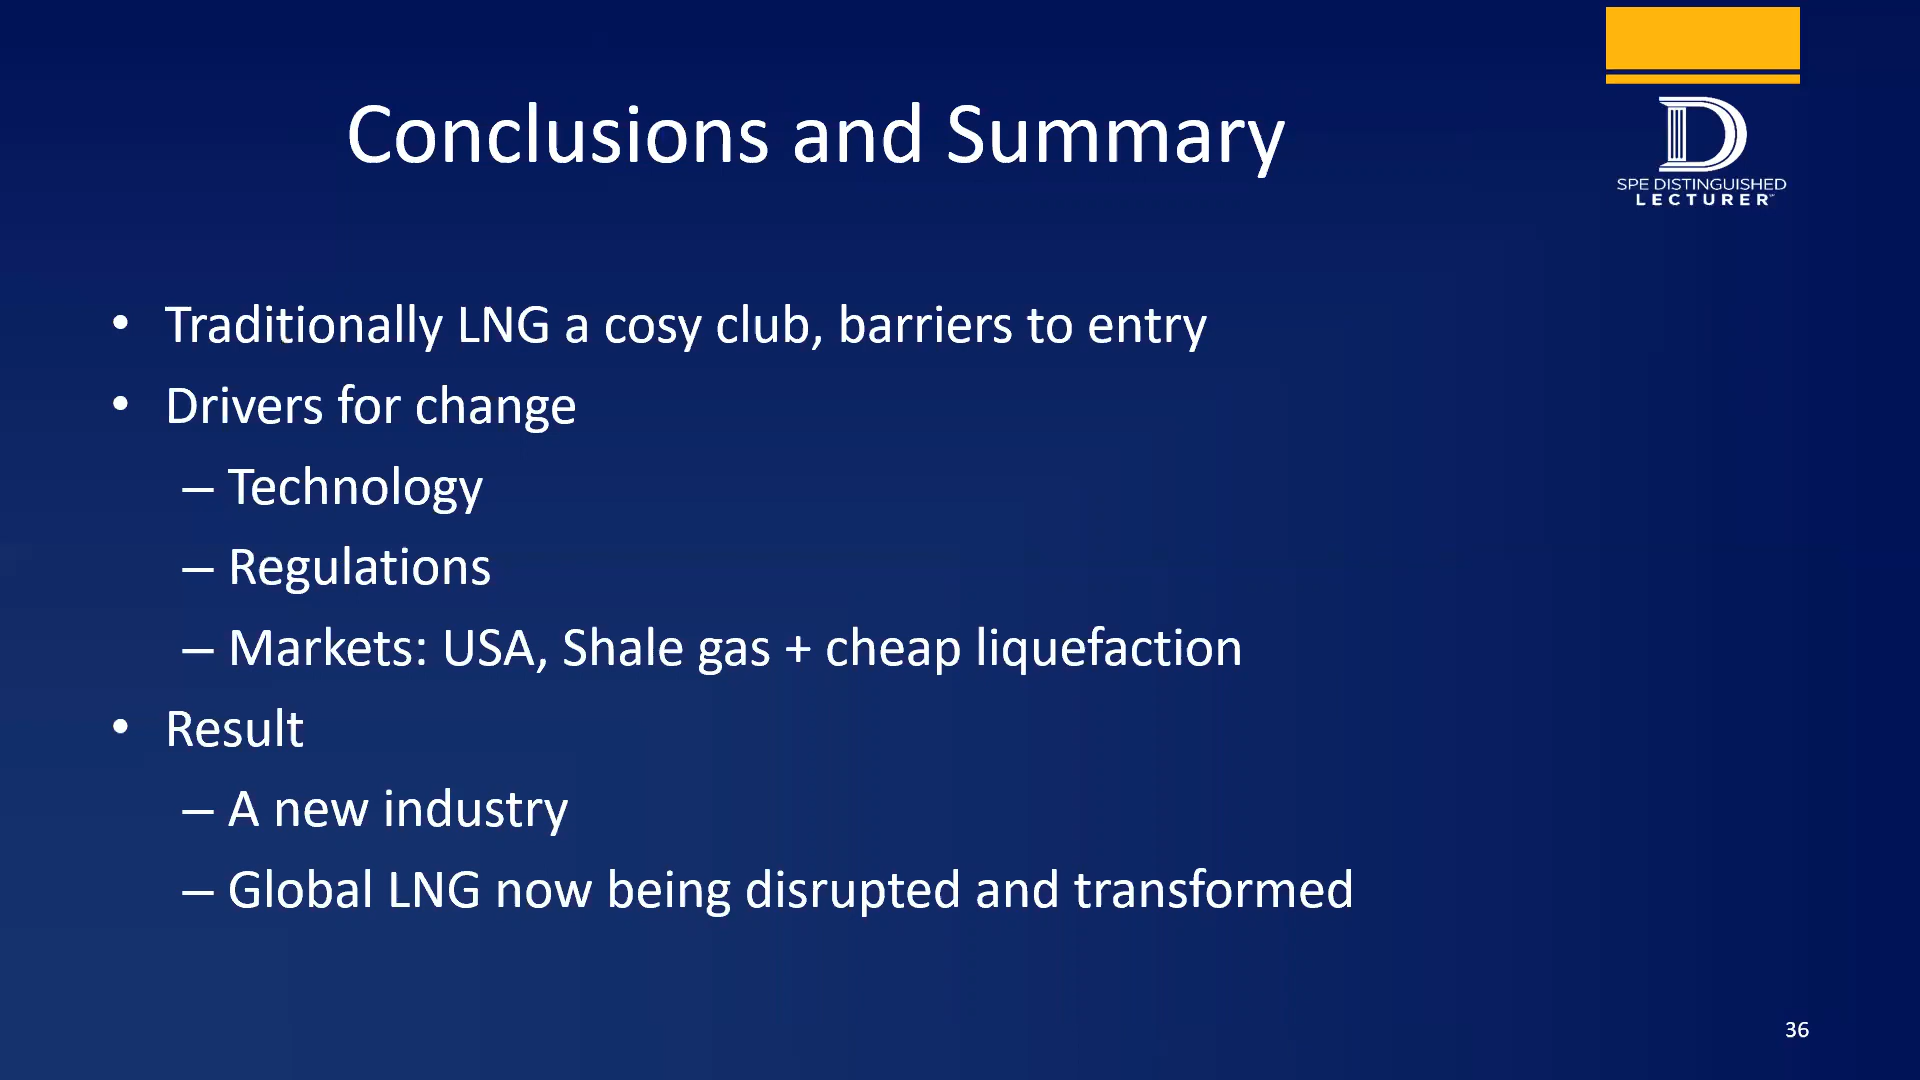 Conclusions and Summary
SPE DISTINGUISHED
LECTURER™
• Traditionally LNG a cosy club, barriers to entry
• Drivers for change
– Technology
– Regulations
– Markets: USA, Shale gas + cheap liquefaction
• Result
– A new industry
– Global LNG now being disrupted and transformed
36